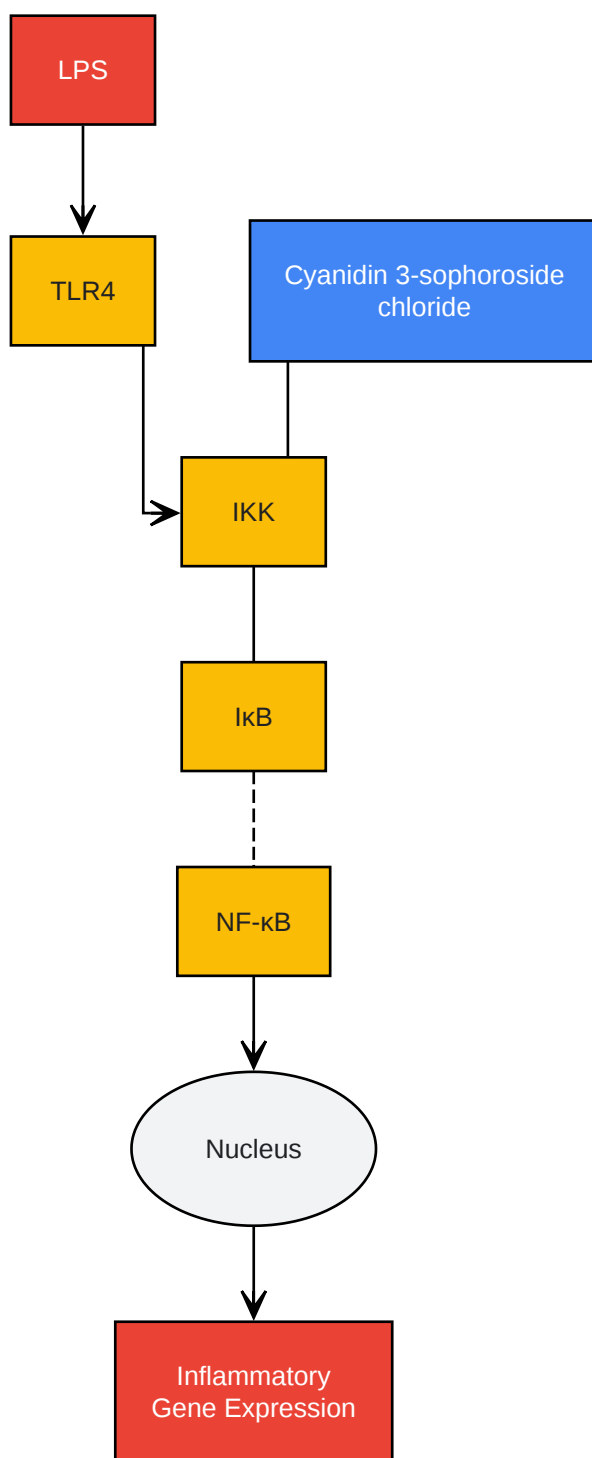 LPS
TLR4
Cyanidin 3-sophoroside
chloride
IKK
IκB
NF-κB
Nucleus
Inflammatory
Gene Expression